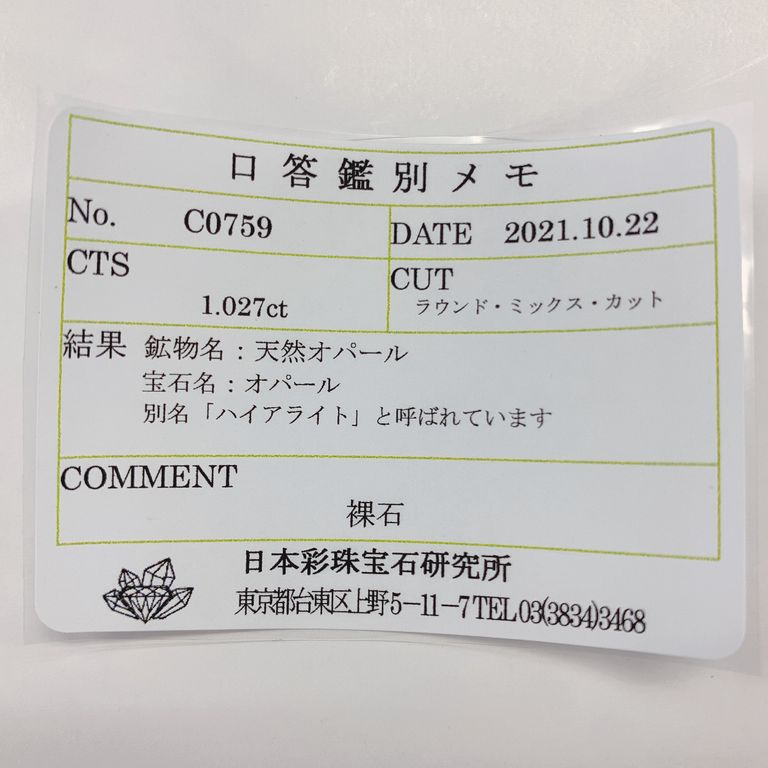 口答鑑別メモ
No. C0759
DATE 2021.10.22
CTS
1.027ct
CUT
ラウンド・ミックス・カット
結果 鉱物名：天然オパール
宝石名：オパール
別名「ハイアライト」と呼ばれています
COMMENT
裸石
日本彩珠宝石研究所
東京都台東区上野5−11−7 TEL 03(3834)3468